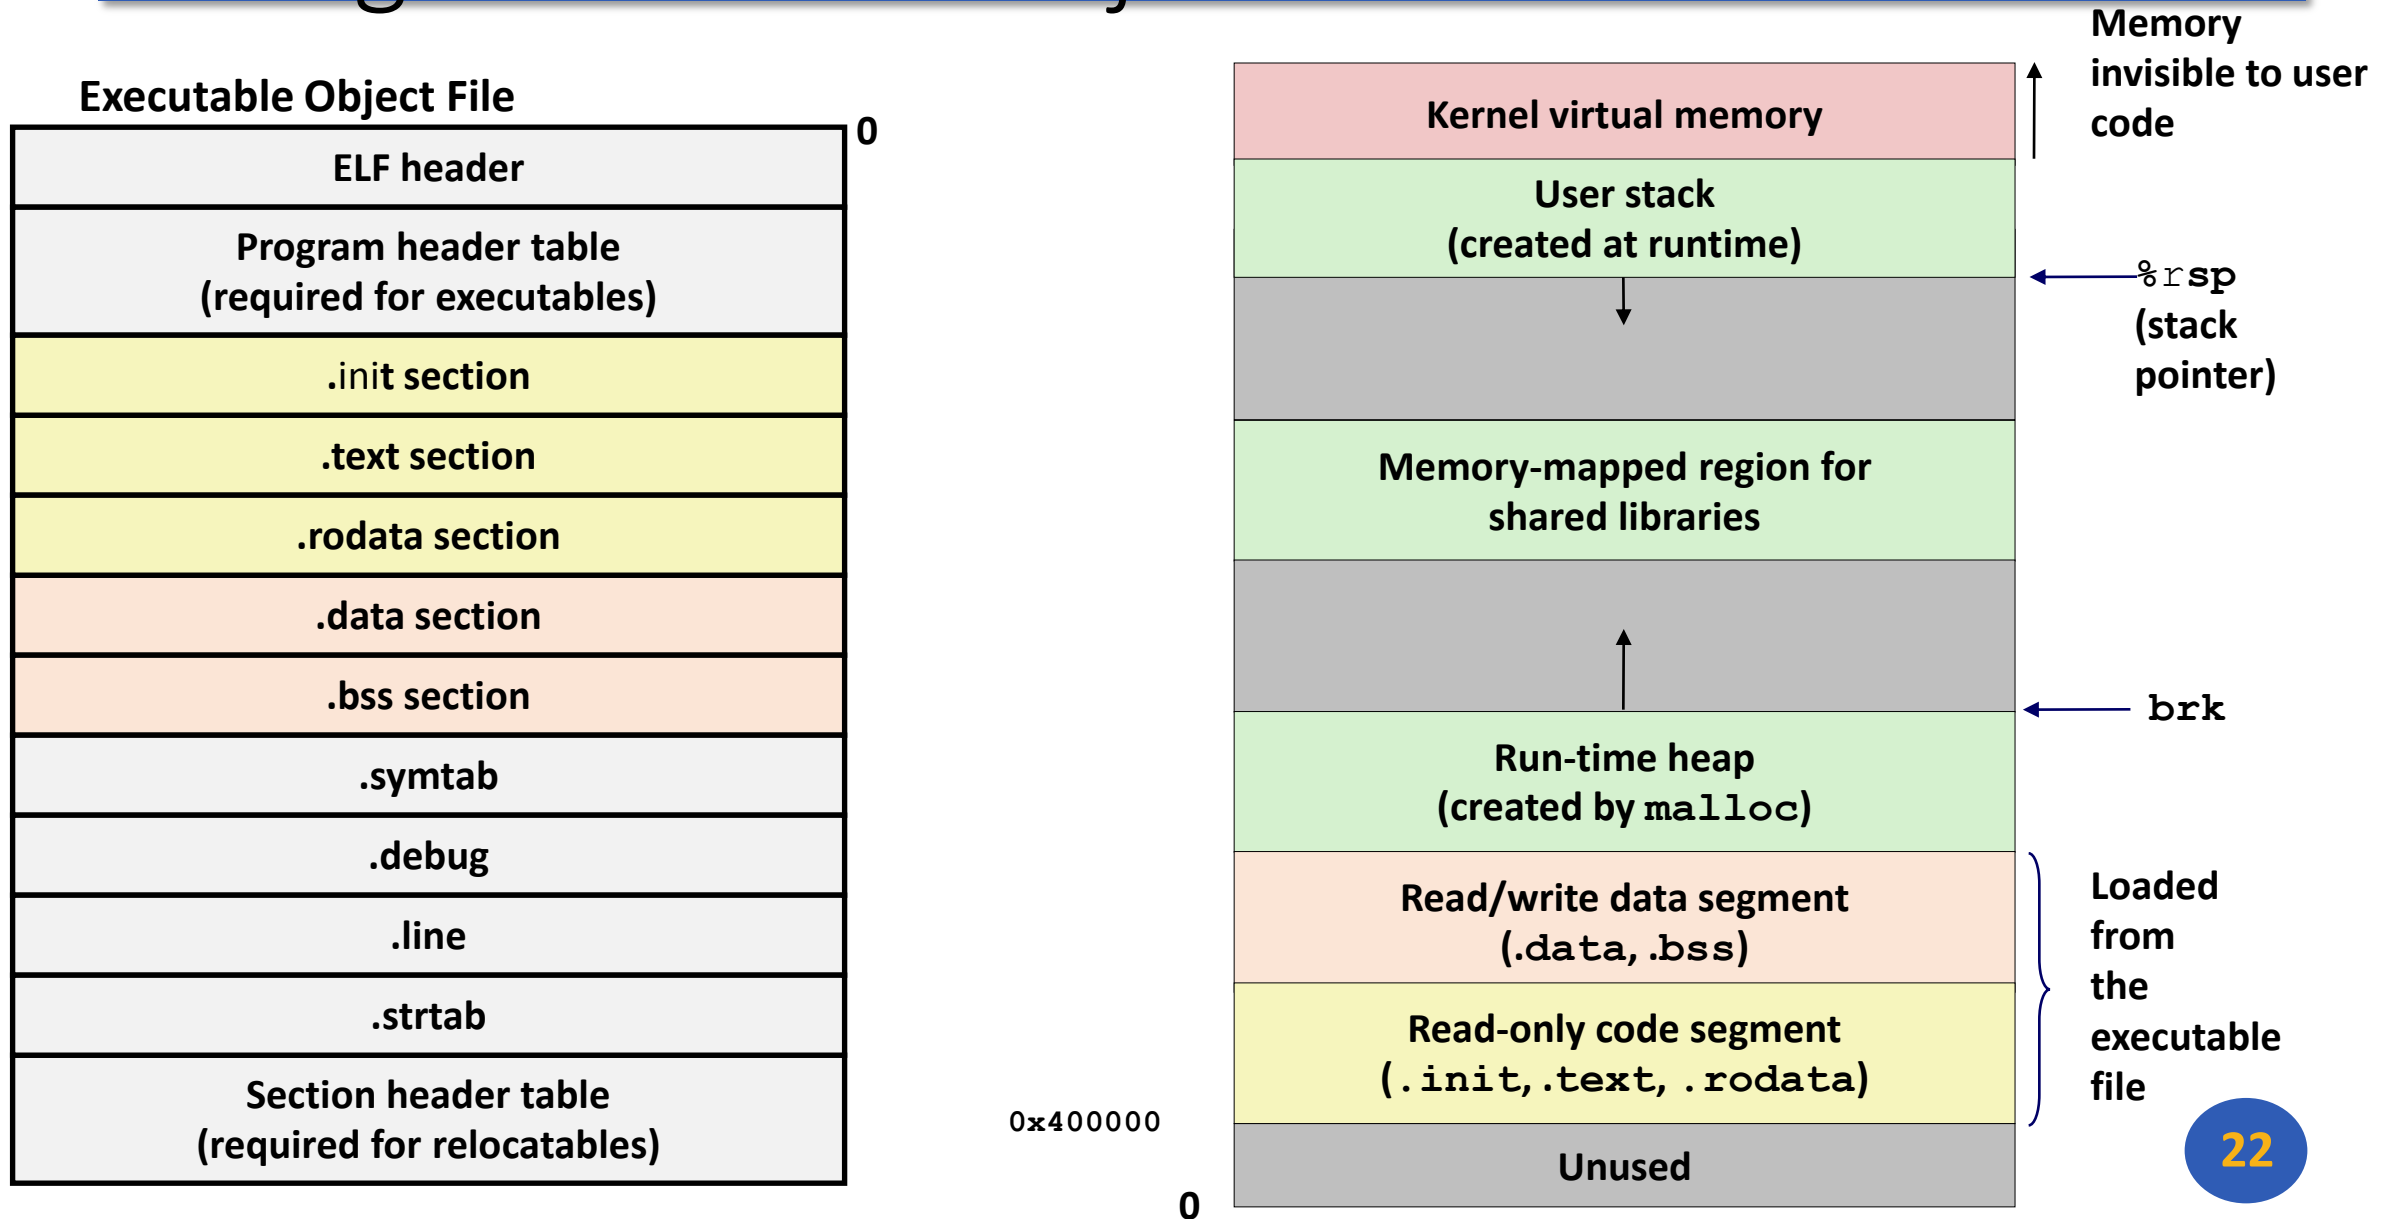 Executable Object File
0
ELF header
Program header table
(required for executables)
.init section
.text section
.rodata section
.data section
.bss section
.symtab
.debug
.line
.strtab
Section header table
(required for relocatables)
Kernel virtual memory
User stack
(created at runtime)
Memory-mapped region for
shared libraries
Run-time heap
(created by malloc)
Read/write data segment
(.data, .bss)
Read-only code segment
(.init, .text, .rodata)
Unused
0x400000
0
Memory
invisible to user
code
%rsp
(stack
pointer)
brk
Loaded
from
the
executable
file
22